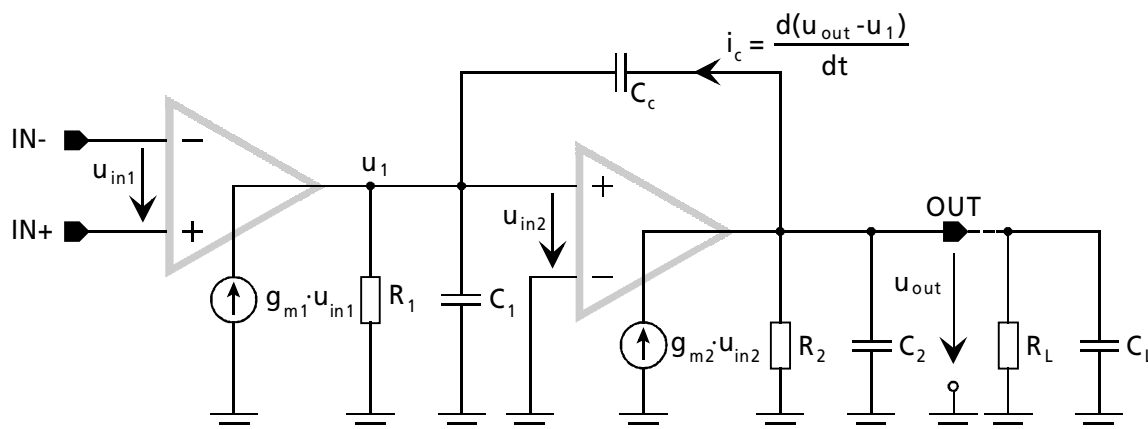 i_c = d(u_out - u_1) / dt
C_c
IN-
u_in1
IN+
−
+
g_m1·u_in1
R_1
u_1
C_1
u_in2
+
−
g_m2·u_in2
R_2
C_2
OUT
u_out
R_L
C_L